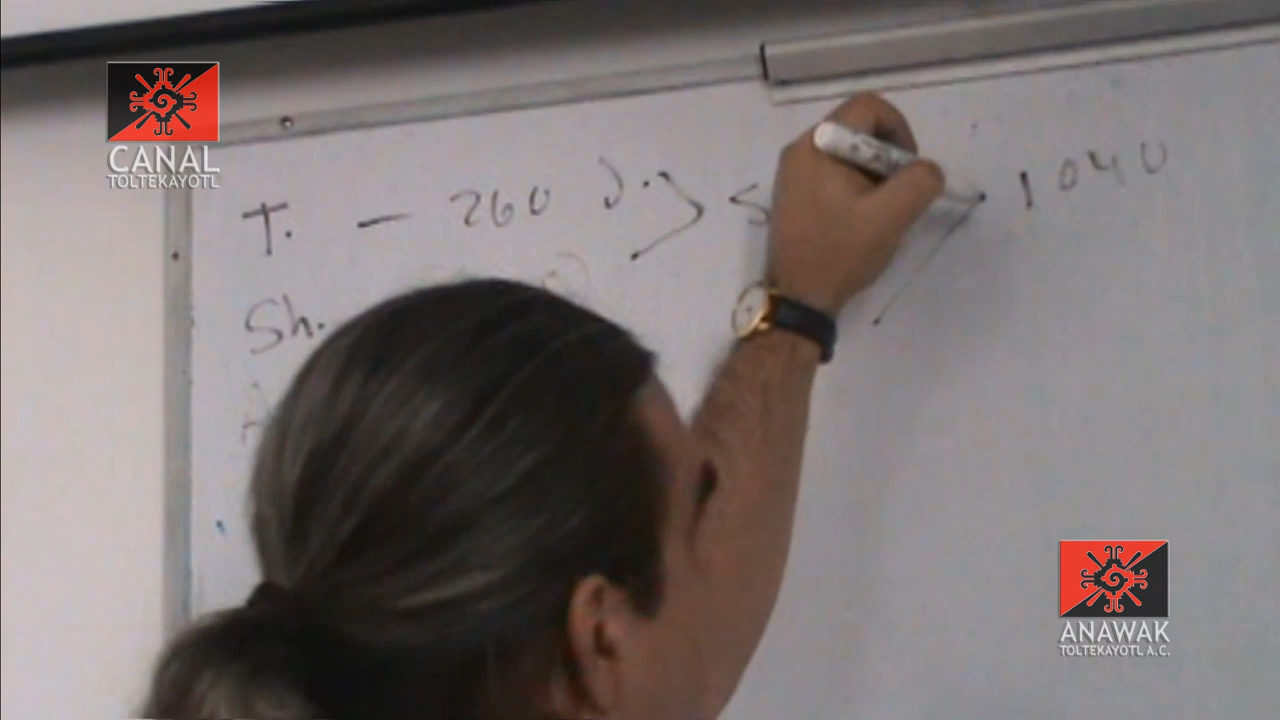 CANAL
TOLTEKAYOTL
T. — 260 1040
Sh.
ANAWAK
TOLTEKAYOTL A.C.